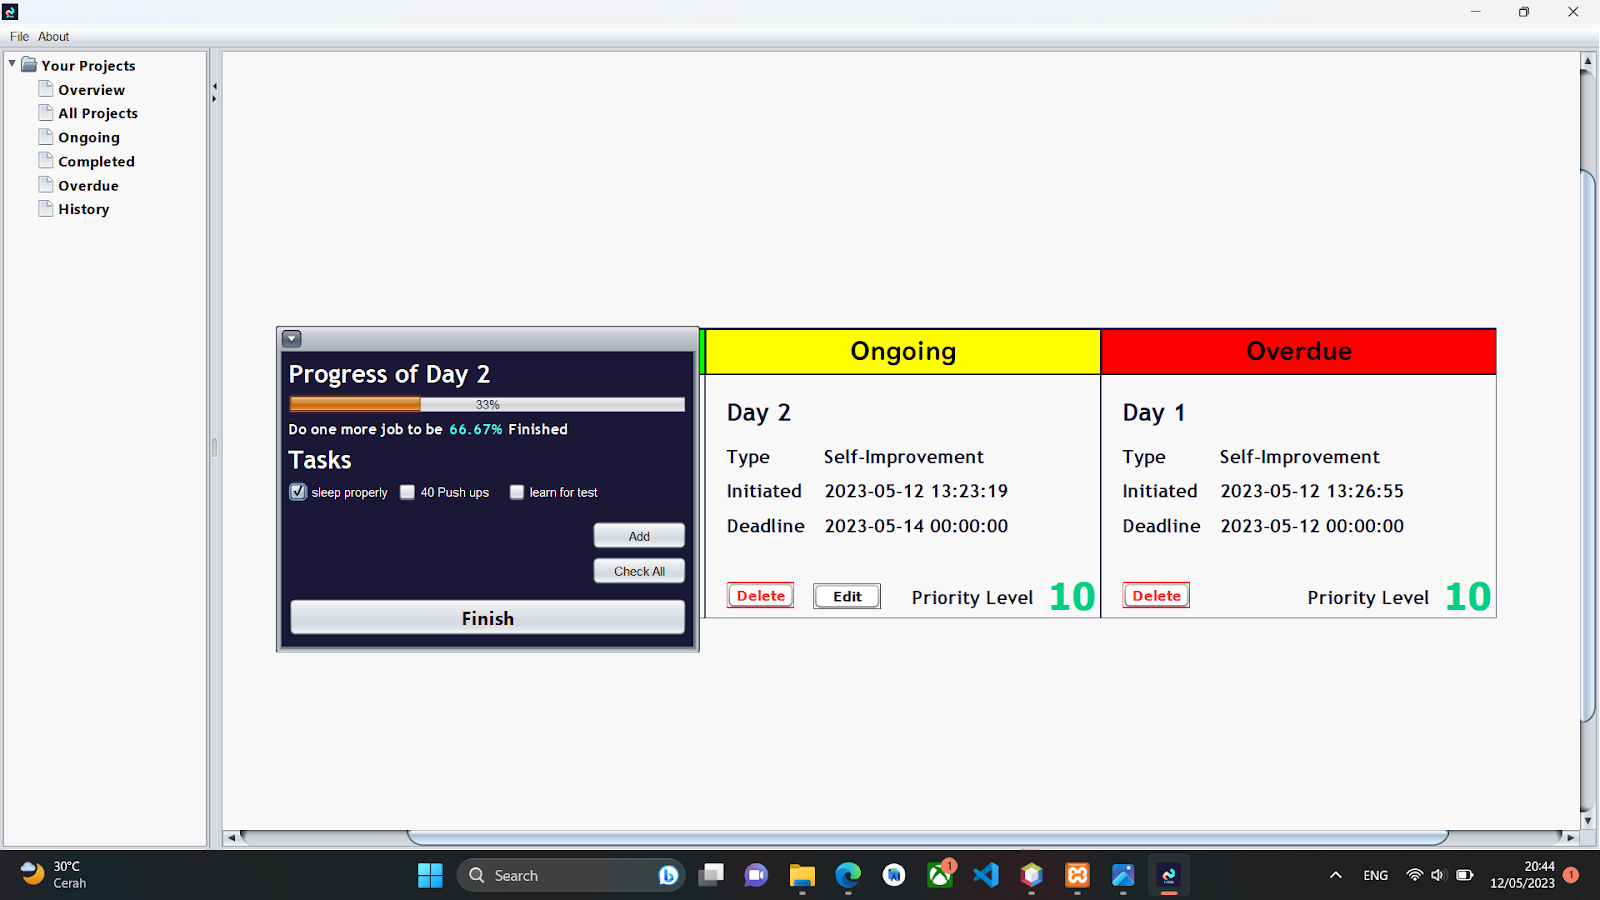 File About
Your Projects
Overview
All Projects
Ongoing
Completed
Overdue
History
Progress of Day 2
33%
Do one more job to be 66.67% Finished
Tasks
sleep properly 40 Push ups learn for test
Add
Check All
Finish
Ongoing
Day 2
Type Self-Improvement
Initiated 2023-05-12 13:23:19
Deadline 2023-05-14 00:00:00
Delete Edit Priority Level 10
Overdue
Day 1
Type Self-Improvement
Initiated 2023-05-12 13:26:55
Deadline 2023-05-12 00:00:00
Delete Priority Level 10
30°C
Cerah
Search
1
ENG
20:44
12/05/2023
1